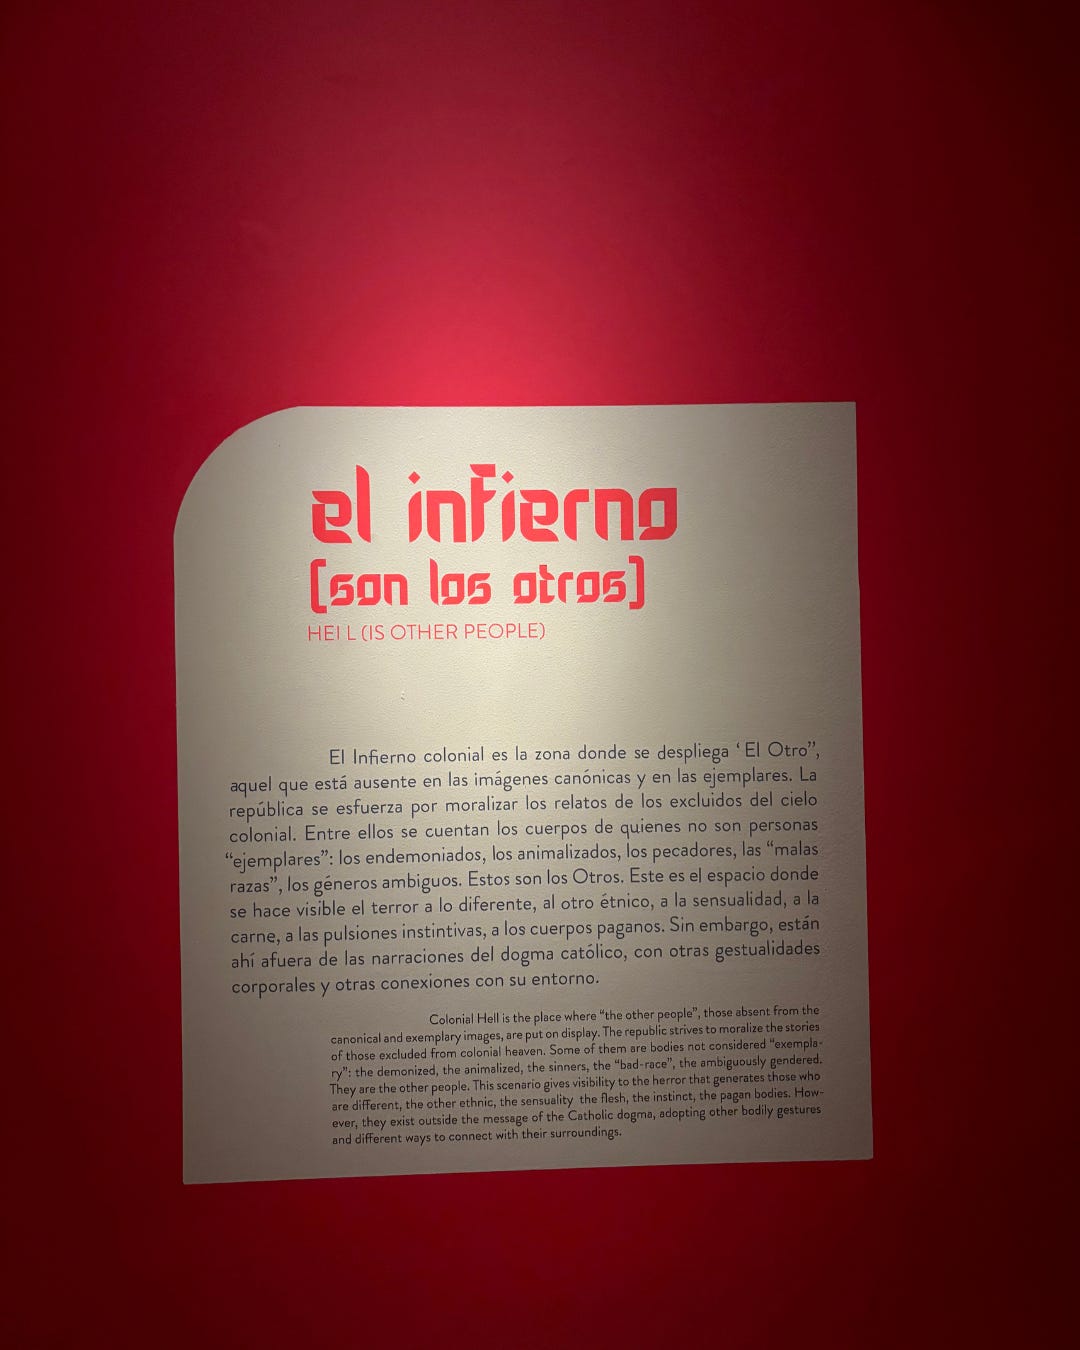 el infierno
(son los otros)
HELL (IS OTHER PEOPLE)
El Infierno colonial es la zona donde se despliega ‘El Otro”,
aquel que está ausente en las imágenes canónicas y en las ejemplares. La
república se esfuerza por moralizar los relatos de los excluidos del cielo
colonial. Entre ellos se cuentan los cuerpos de quienes no son personas
“ejemplares”: los endemoniados, los animalizados, los pecadores, las “malas
razas”, los géneros ambiguos. Estos son los Otros. Este es el espacio donde
se hace visible el terror a lo diferente, al otro étnico, a la sensualidad, a la
carne, a las pulsiones instintivas, a los cuerpos paganos. Sin embargo, están
ahí afuera de las narraciones del dogma católico, con otras gestualidades
corporales y otras conexiones con su entorno.
Colonial Hell is the place where “the other people”, those absent from the
canonical and exemplary images, are put on display. The republic strives to moralize the stories
of those excluded from colonial heaven. Some of them are bodies not considered “exempla-
ry”: the demonized, the animalized, the sinners, the “bad-race”, the ambiguously gendered.
They are the other people. This scenario gives visibility to the herror that generates those who
are different, the other ethnic, the sensuality the flesh, the instinct, the pagan bodies. How-
ever, they exist outside the message of the Catholic dogma, adopting other bodily gestures
and different ways to connect with their surroundings.